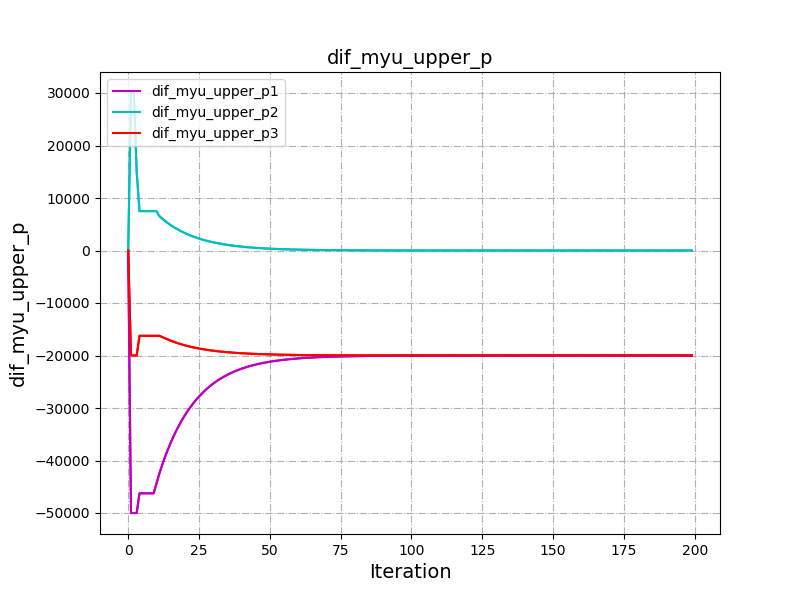 dif_myu_upper_p
dif_myu_upper_p1
dif_myu_upper_p2
dif_myu_upper_p3
30000
20000
10000
0
−10000
−20000
−30000
−40000
−50000
dif_myu_upper_p
0 25 50 75 100 125 150 175 200
Iteration